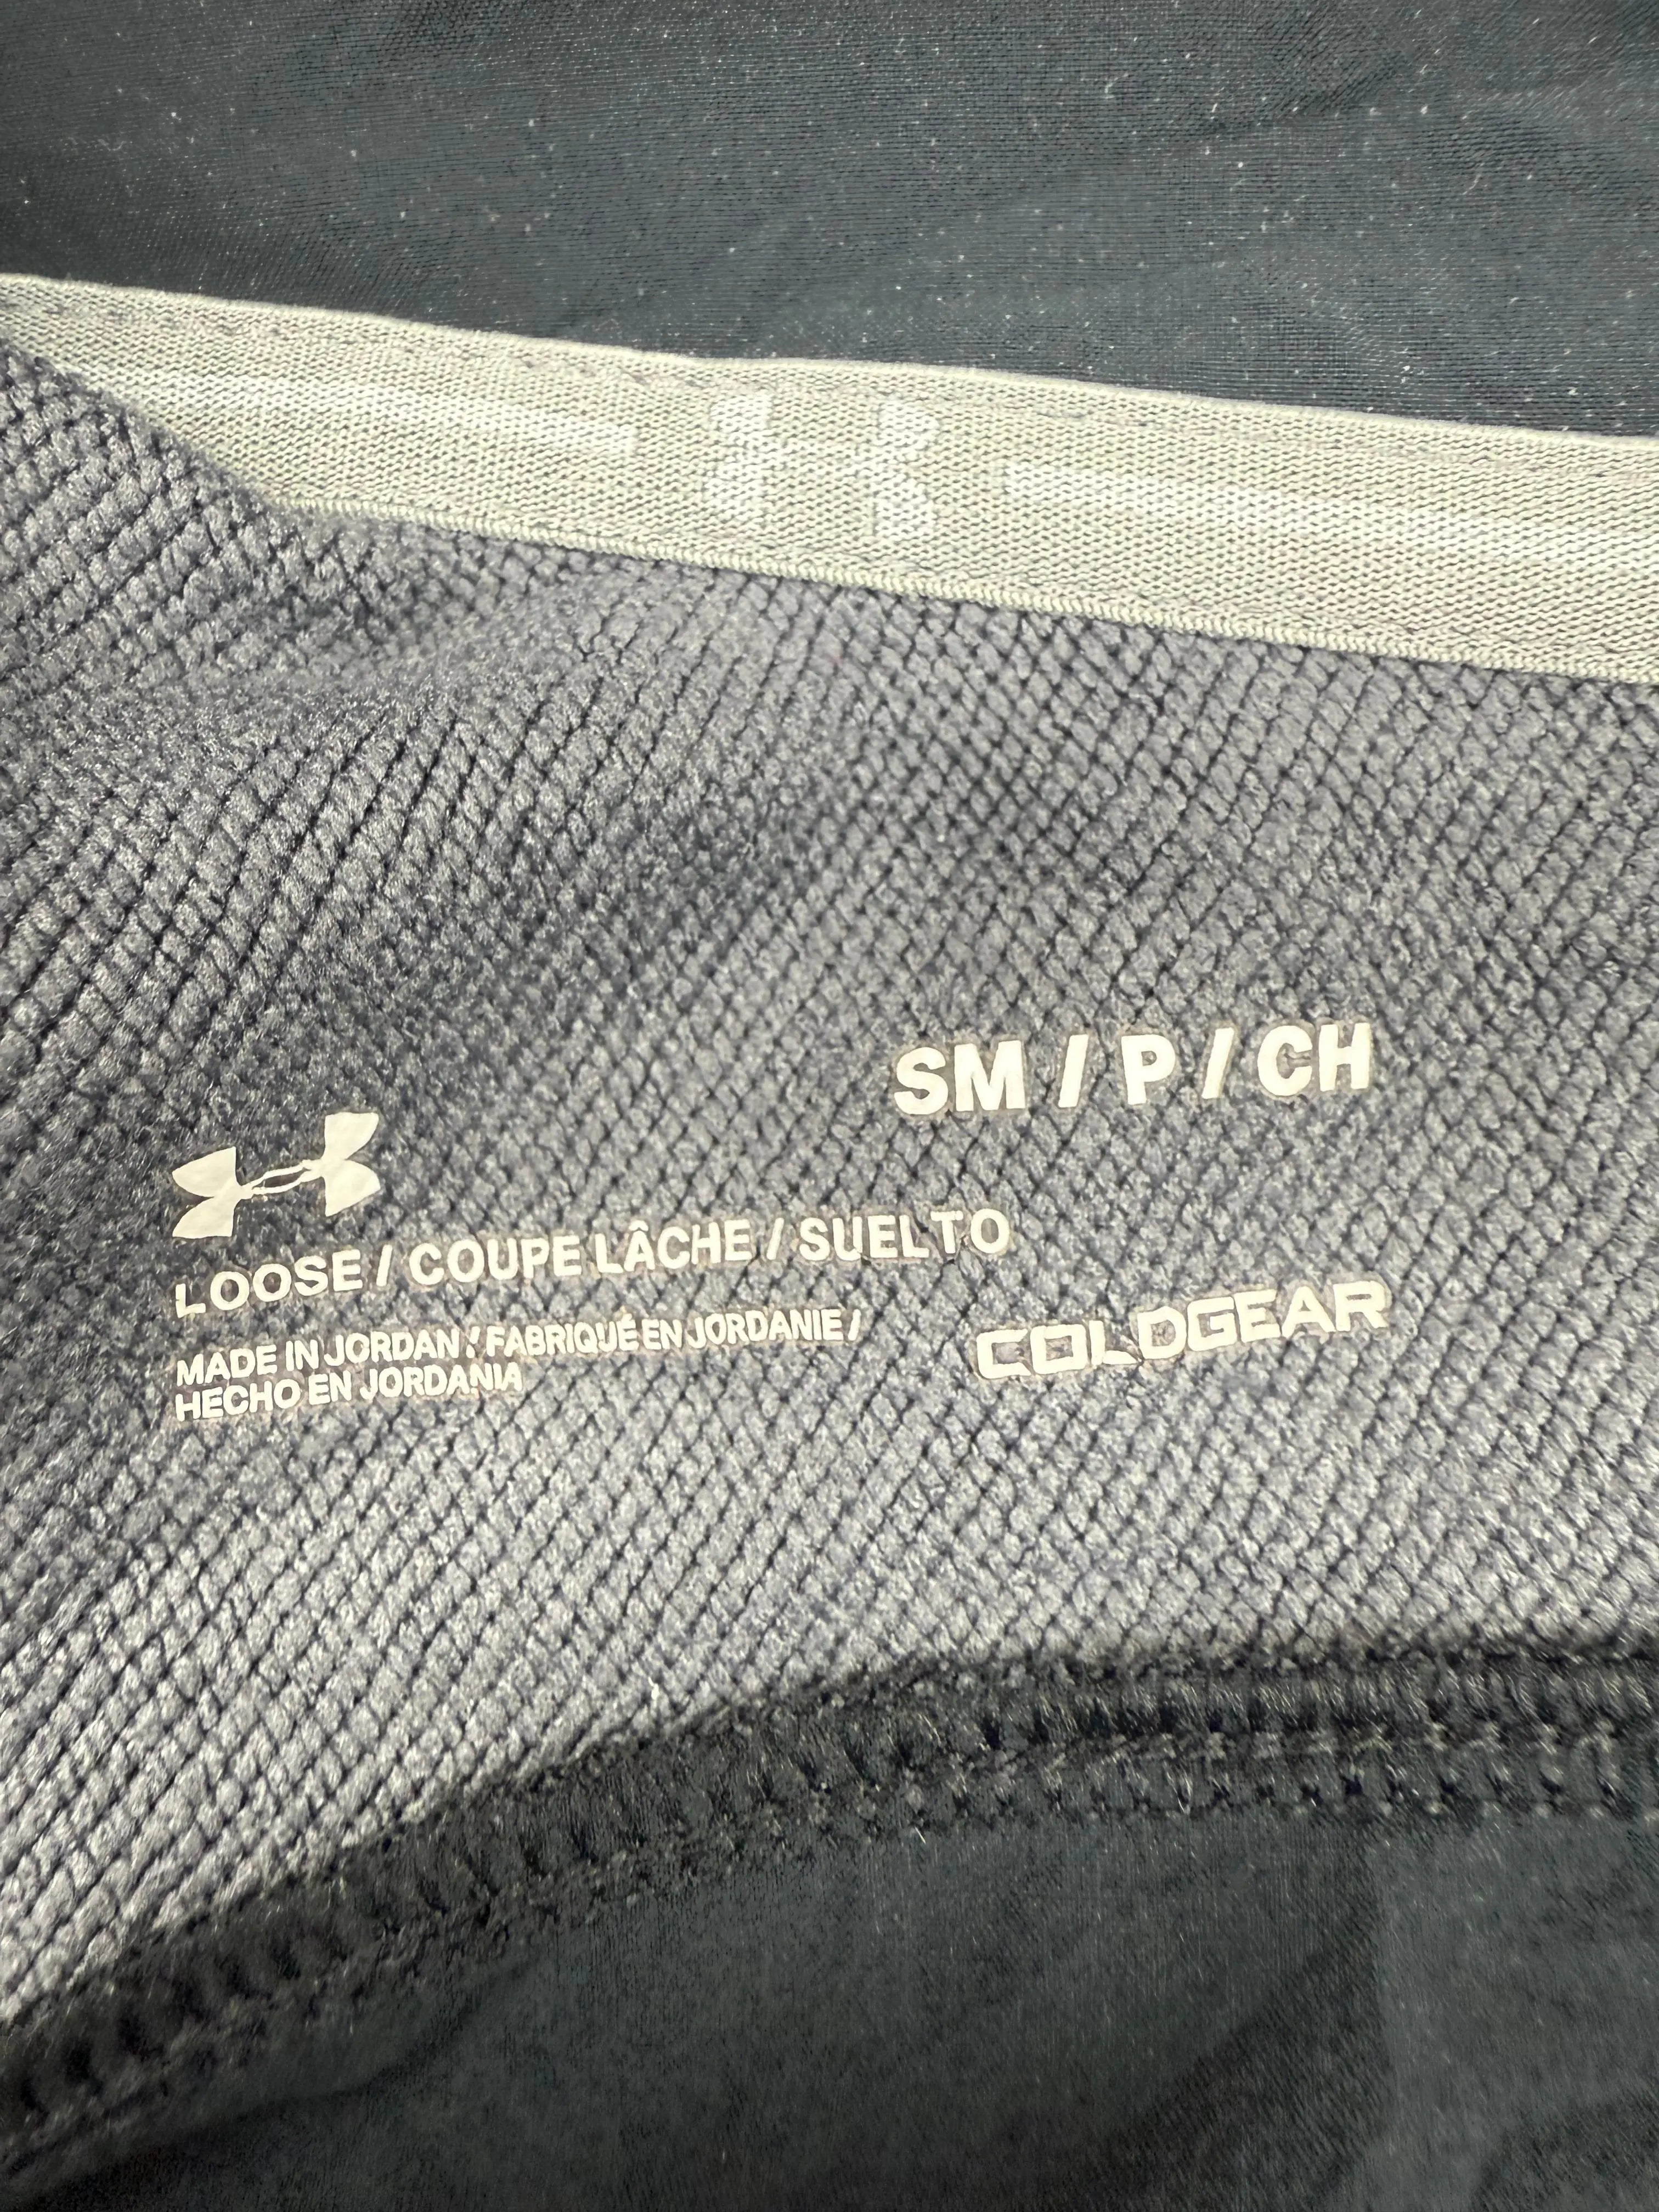 SM / P / CH
LOOSE / COUPE LÂCHE / SUELTO
MADE IN JORDAN / FABRIQUÉ EN JORDANIE /
HECHO EN JORDANIA
COLDGEAR